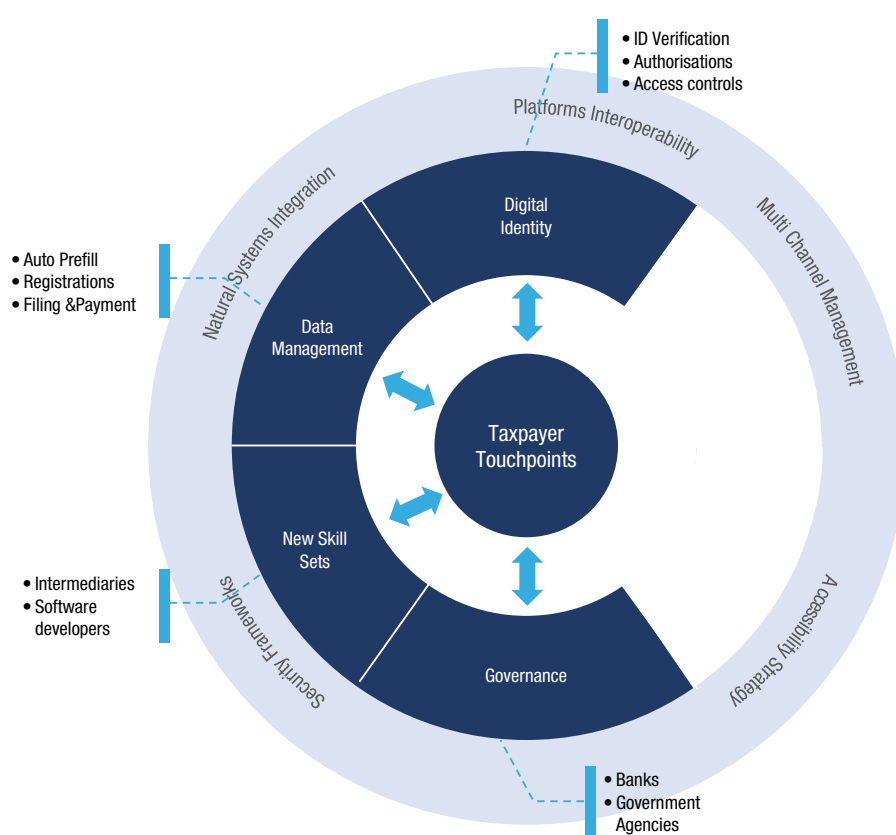 • ID Verification
• Authorisations
• Access controls
Platforms Interoperability
Natural Systems Integration
Multi Channel Management
Digital
Identity
• Auto Prefill
• Registrations
• Filing &Payment
Data
Management
Taxpayer
Touchpoints
New Skill
Sets
• Intermediaries
• Software
developers
Security Frameworks
Accessibility Strategy
Governance
• Banks
• Government
Agencies